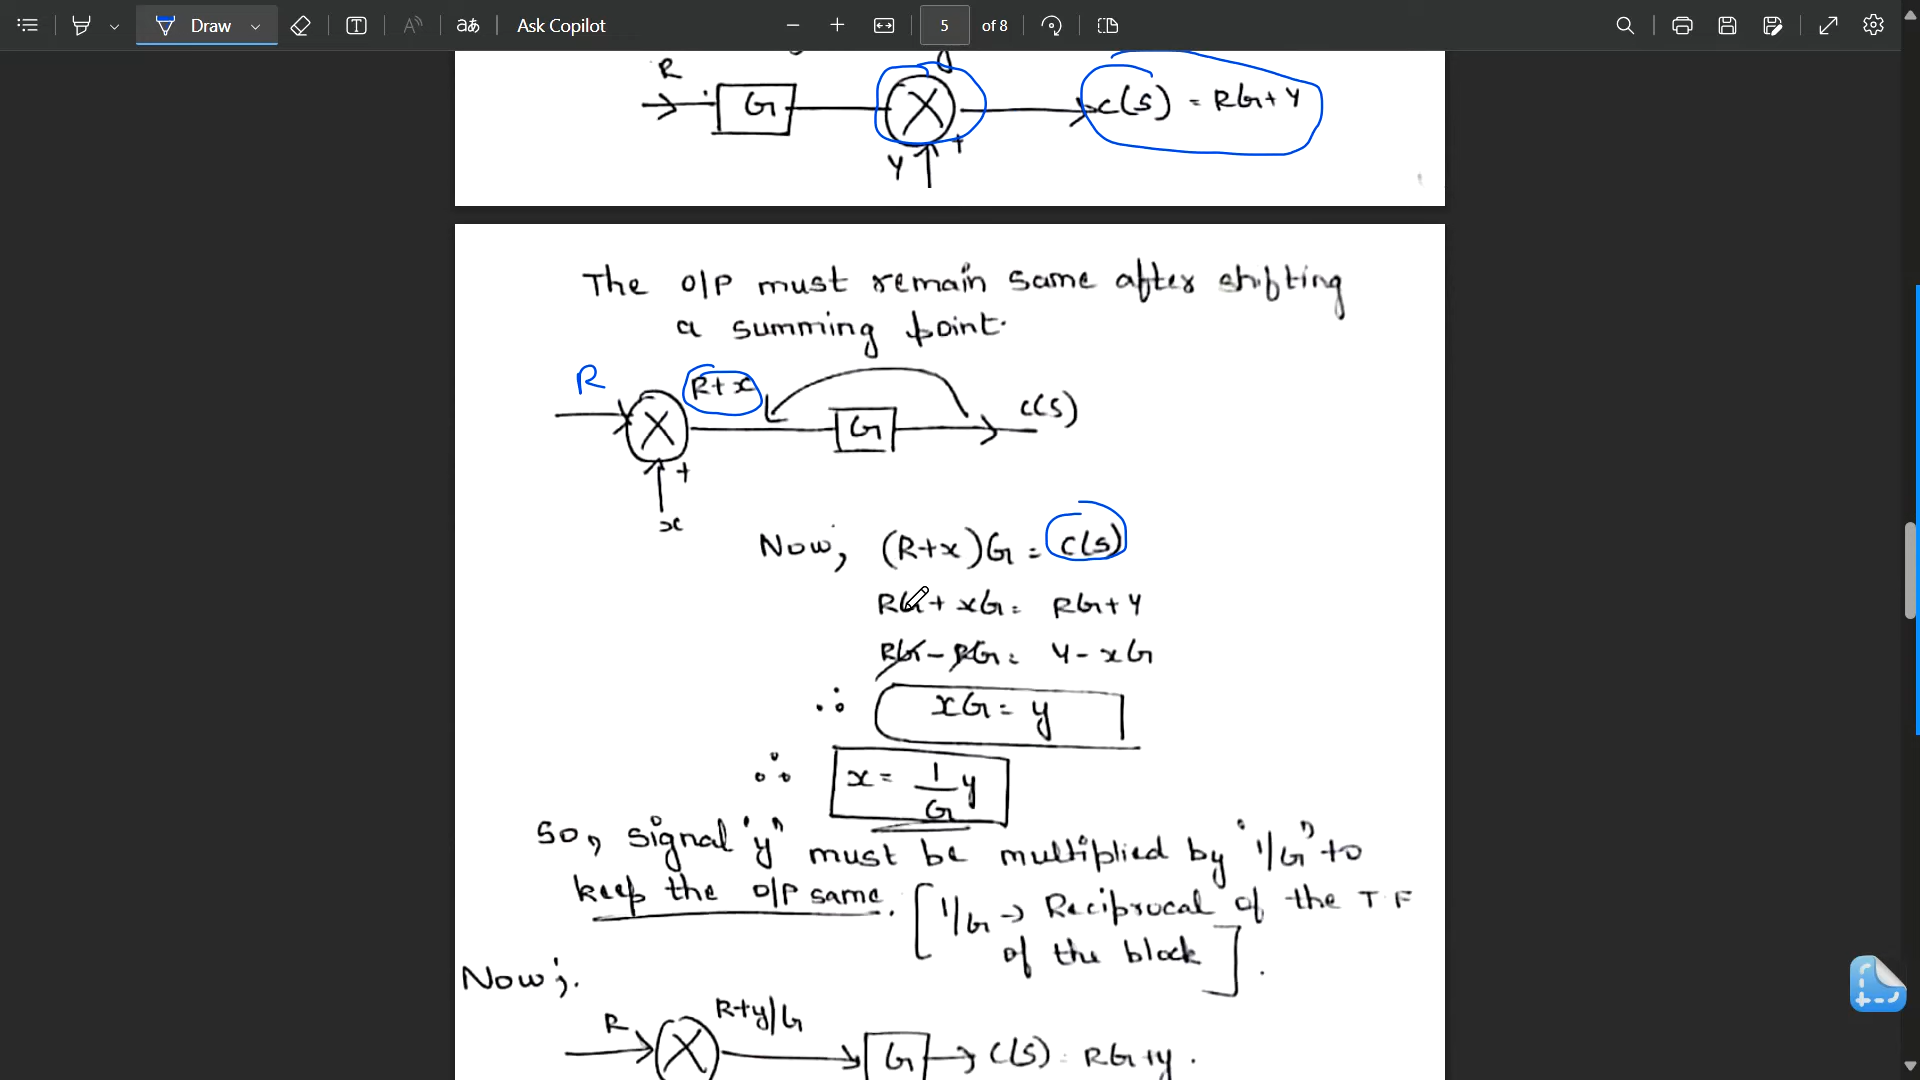 Draw
aあ
Ask Copilot
5 of 8
R
G
X
C(S) = RG+Y
Y
+
The O/P must remain same after shifting
a summing point.
R
R+x
X
G
C(S)
+
x
Now, (R+x)G = C(S)
RG+ xG = RG+Y
RG - RG = Y - xG
∴ xG = y
∴ x = 1/G y
So, signal "y" must be multiplied by "1/G" to
keep the O/P same. [1/G → Reciprocal of the T F
of the block].
Now;
R
X
R+y/G
G
C(S) = RG+y.